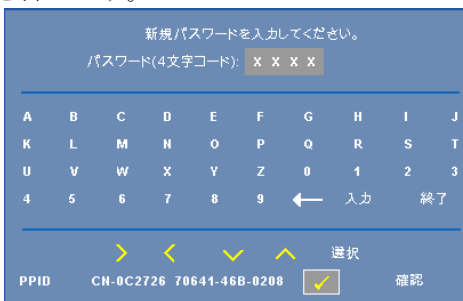 新規パスワードを入力してください。
パスワード(4文字コード): X X X X
A B C D E F G H I J
K L M N O P Q R S T
U V W X Y Z 0 1 2 3
4 5 6 7 8 9 ← 入力 終了
選択
PPID CN-0C2726 70641-46B-0208 ✓ 確認